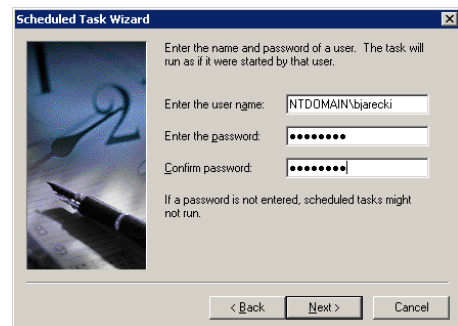 Scheduled Task Wizard
Enter the name and password of a user. The task will
run as if it were started by that user.
Enter the user name: NTDOMAIN\bjarecki
Enter the password: ●●●●●●●●
Confirm password: ●●●●●●●●
If a password is not entered, scheduled tasks might
not run.
< Back Next > Cancel